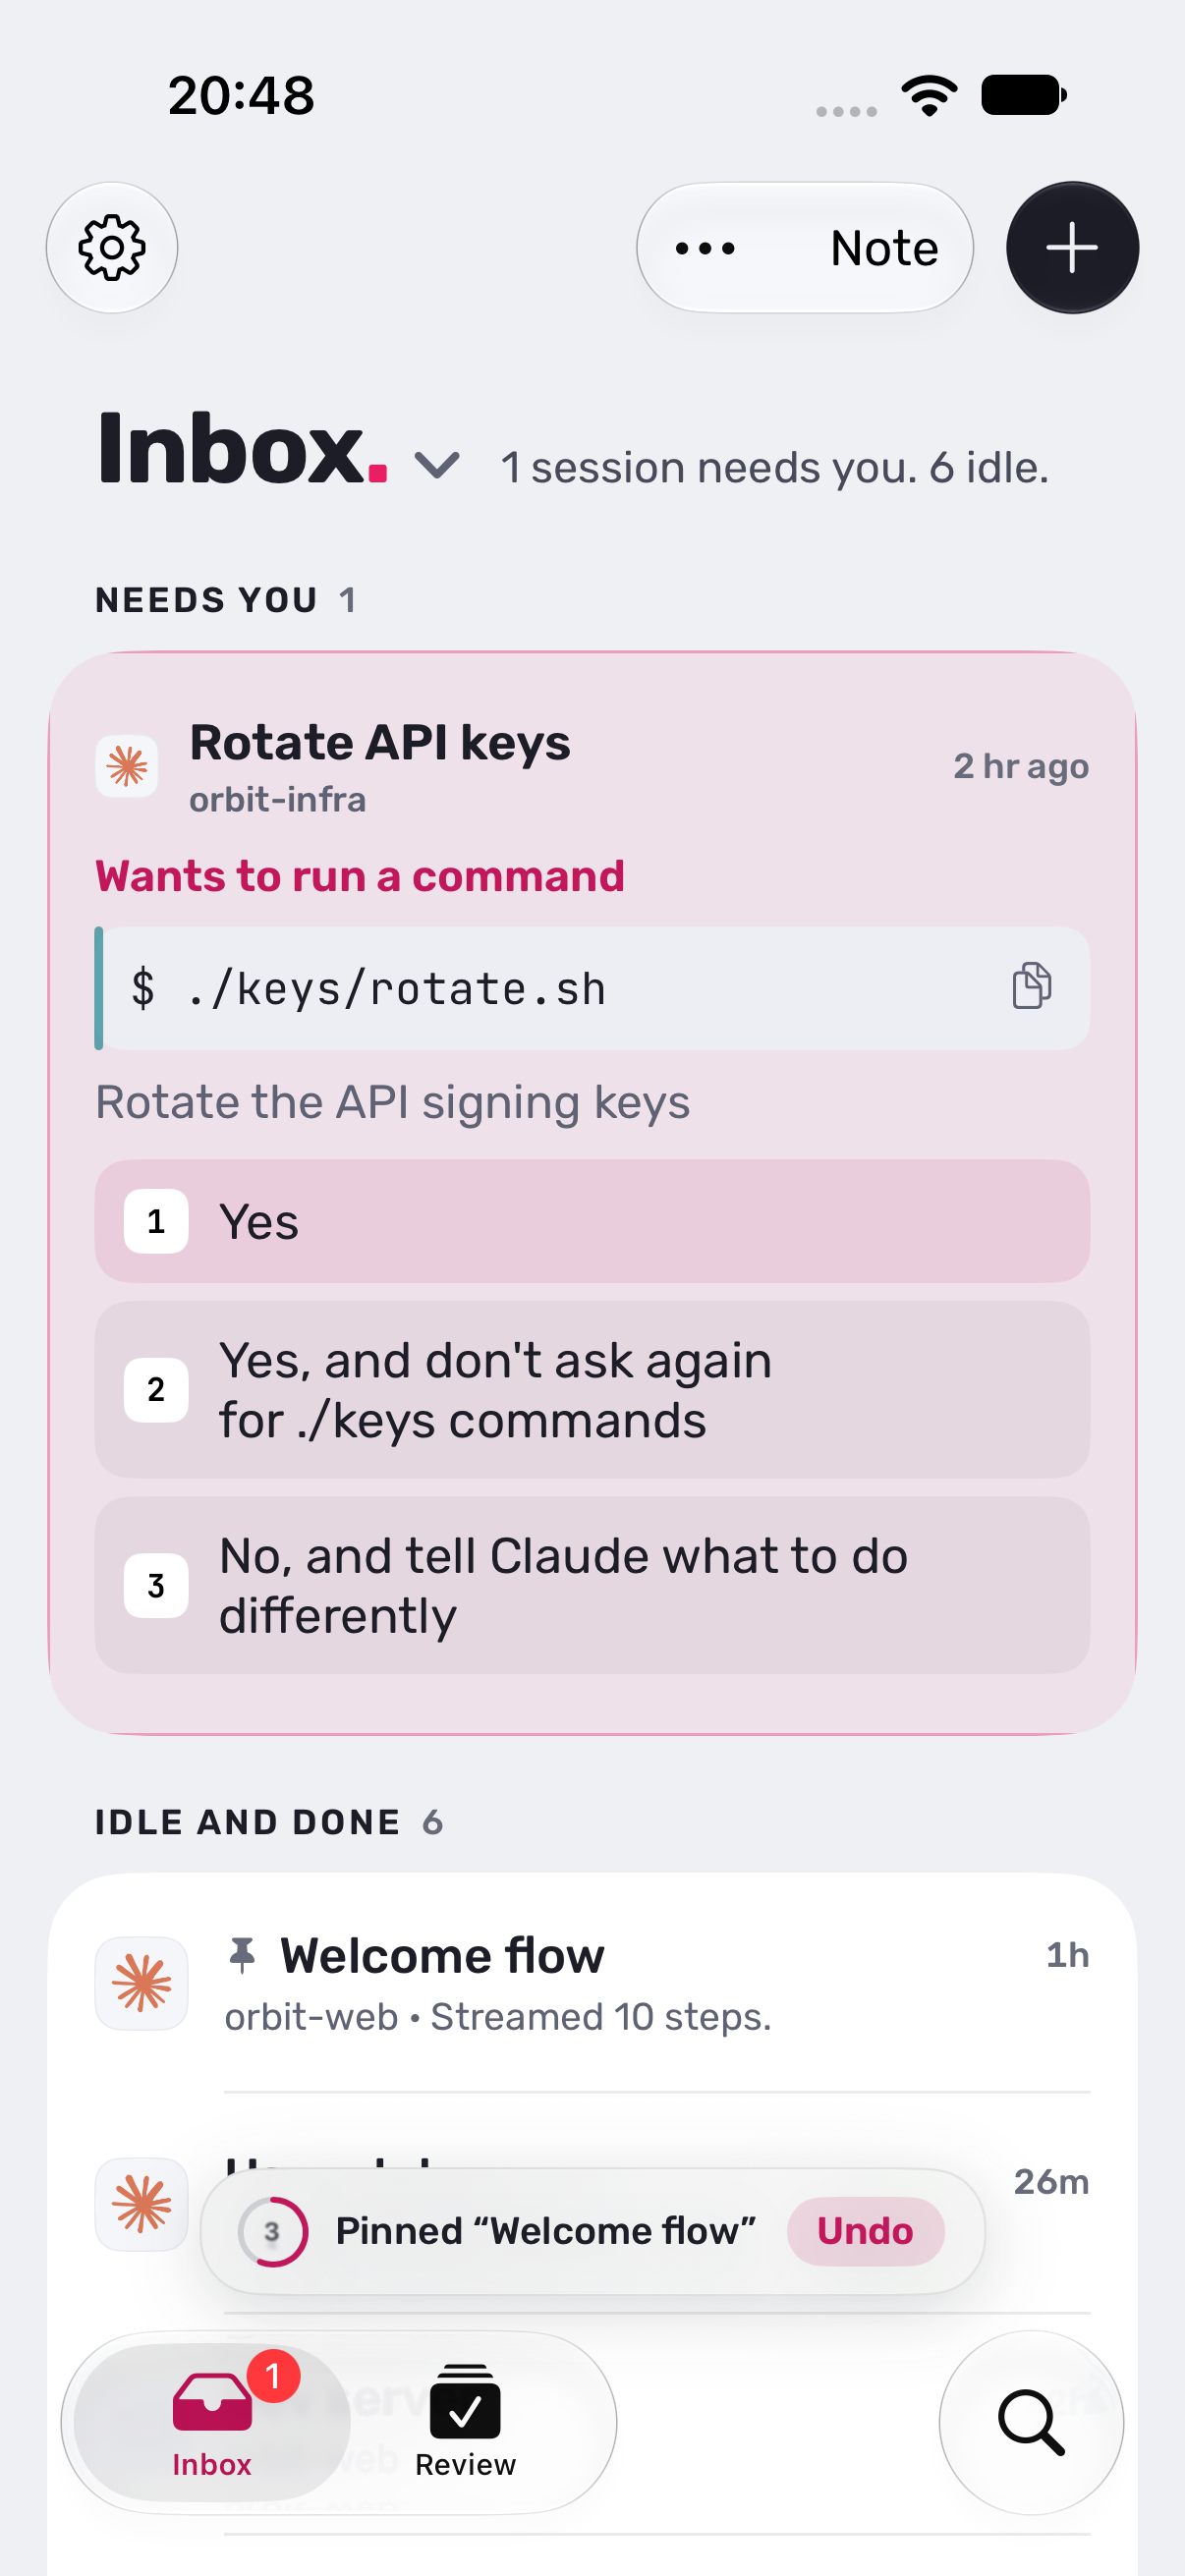 20:48
Note
Inbox.
1 session needs you. 6 idle.
NEEDS YOU 1
Rotate API keys
2 hr ago
orbit-infra
Wants to run a command
$ ./keys/rotate.sh
Rotate the API signing keys
1 Yes
2 Yes, and don't ask again
for ./keys commands
3 No, and tell Claude what to do
differently
IDLE AND DONE 6
Welcome flow
1h
orbit-web • Streamed 10 steps.
26m
3 Pinned “Welcome flow” Undo
1
Inbox
Review